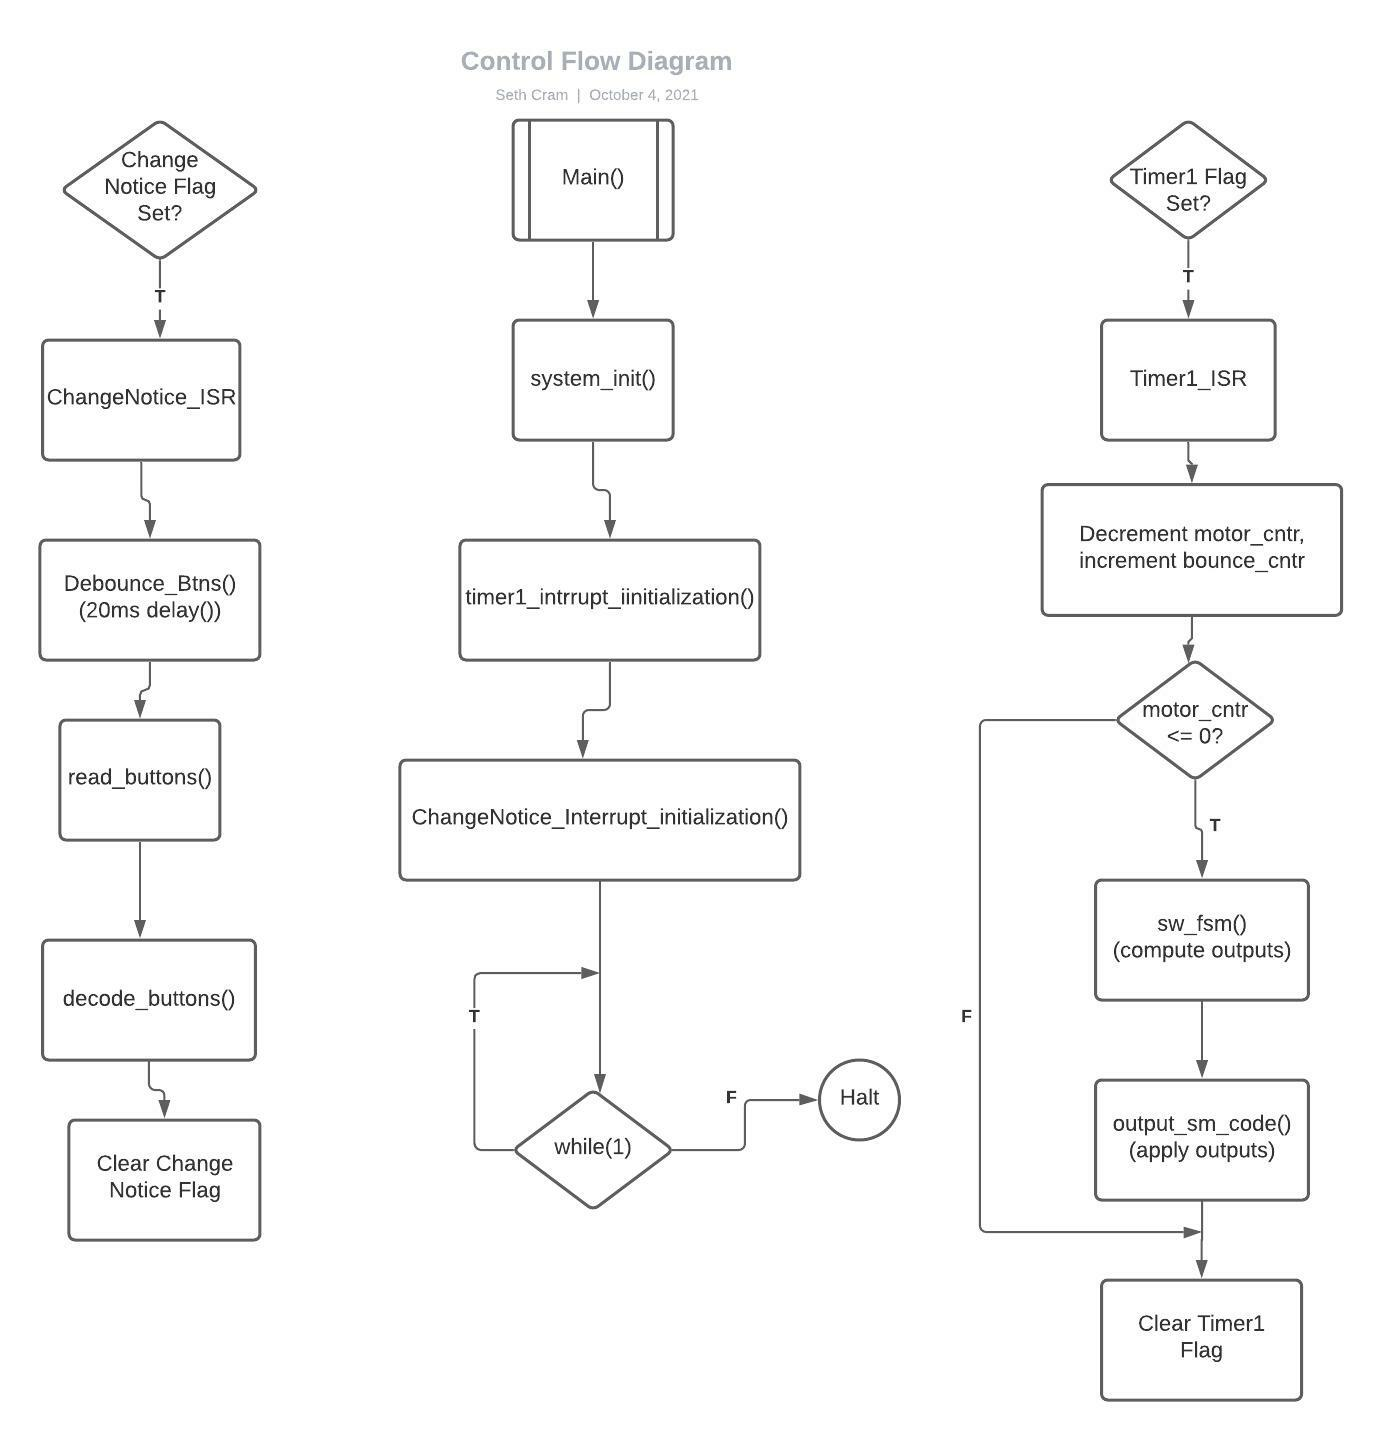 Control Flow Diagram
Seth Cram | October 4, 2021
Change
Notice Flag
Set?
T
ChangeNotice_ISR
Debounce_Btns()
(20ms delay())
read_buttons()
decode_buttons()
Clear Change
Notice Flag
Main()
system_init()
timer1_intrrupt_iinitialization()
ChangeNotice_Interrupt_initialization()
T
while(1)
F
Halt
Timer1 Flag
Set?
T
Timer1_ISR
Decrement motor_cntr,
increment bounce_cntr
motor_cntr
<= 0?
T
F
sw_fsm()
(compute outputs)
output_sm_code()
(apply outputs)
Clear Timer1
Flag